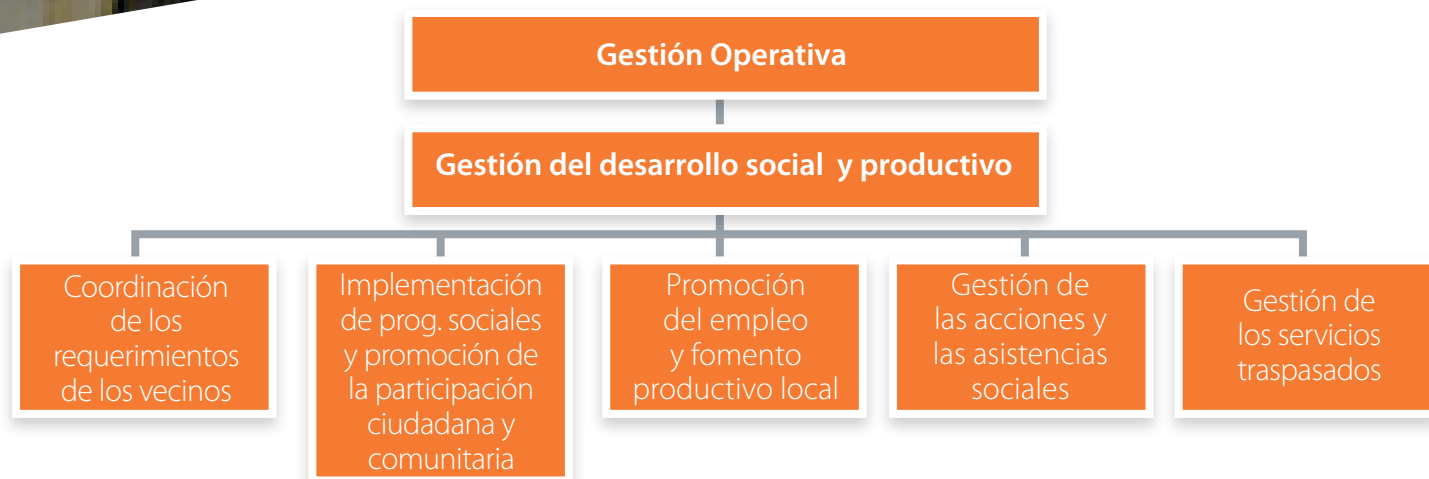 Gestión Operativa
Gestión del desarrollo social y productivo
Coordinación
de los
requerimientos
de los vecinos
Implementación
de prog. sociales
y promoción de
la participación
ciudadana y
comunitaria
Promoción
del empleo
y fomento
productivo local
Gestión de
las acciones y
las asistencias
sociales
Gestión de
los servicios
traspasados